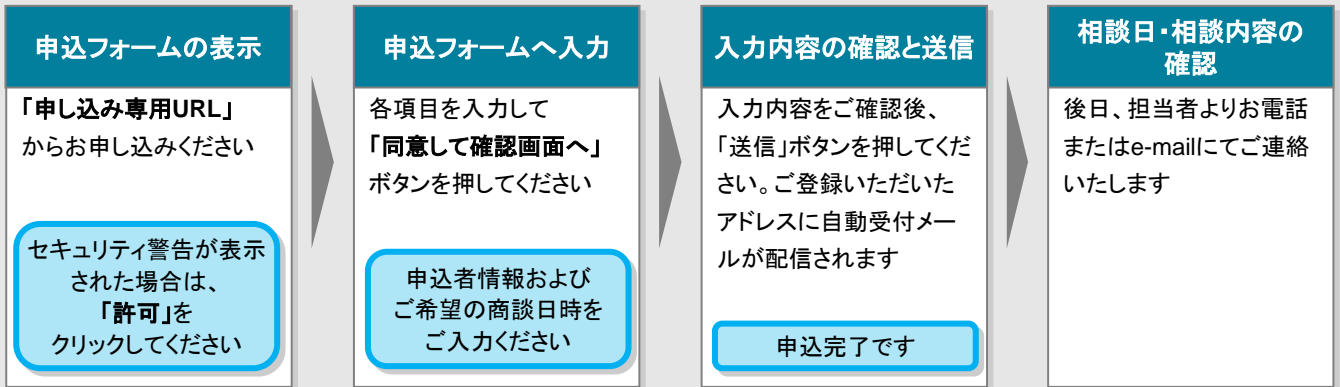 申込フォームの表示
「申し込み専用URL」
からお申し込みください
セキュリティ警告が表示
された場合は、
「許可」を
クリックしてください
申込フォームへ入力
各項目を入力して
「同意して確認画面へ」
ボタンを押してください
申込者情報および
ご希望の商談日時を
ご入力ください
入力内容の確認と送信
入力内容をご確認後、
「送信」ボタンを押してくだ
さい。ご登録いただいた
アドレスに自動受付メー
ルが配信されます
申込完了です
相談日・相談内容の
確認
後日、担当者よりお電話
またはe-mailにてご連絡
いたします